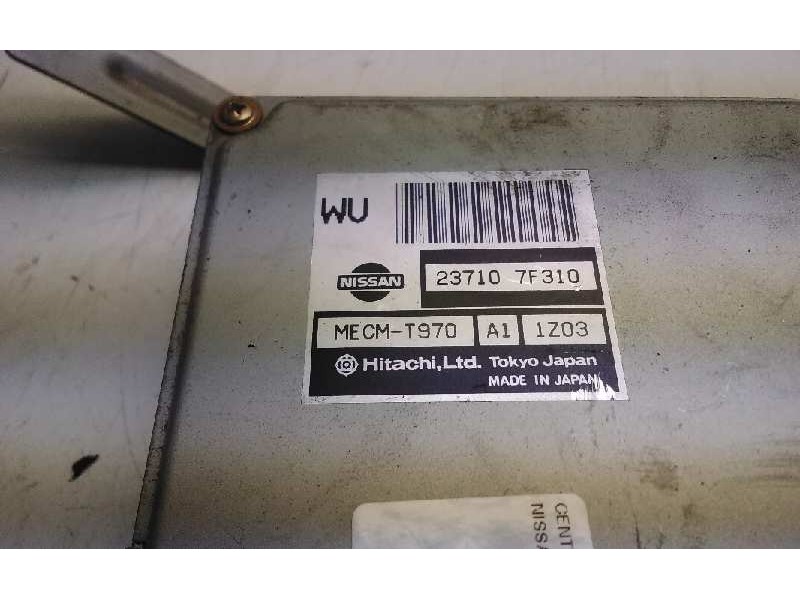 WU
NISSAN 23710 7F310
MECM-T970 A1 1Z03
Hitachi, Ltd. Tokyo Japan
MADE IN JAPAN
CENT
NISSA